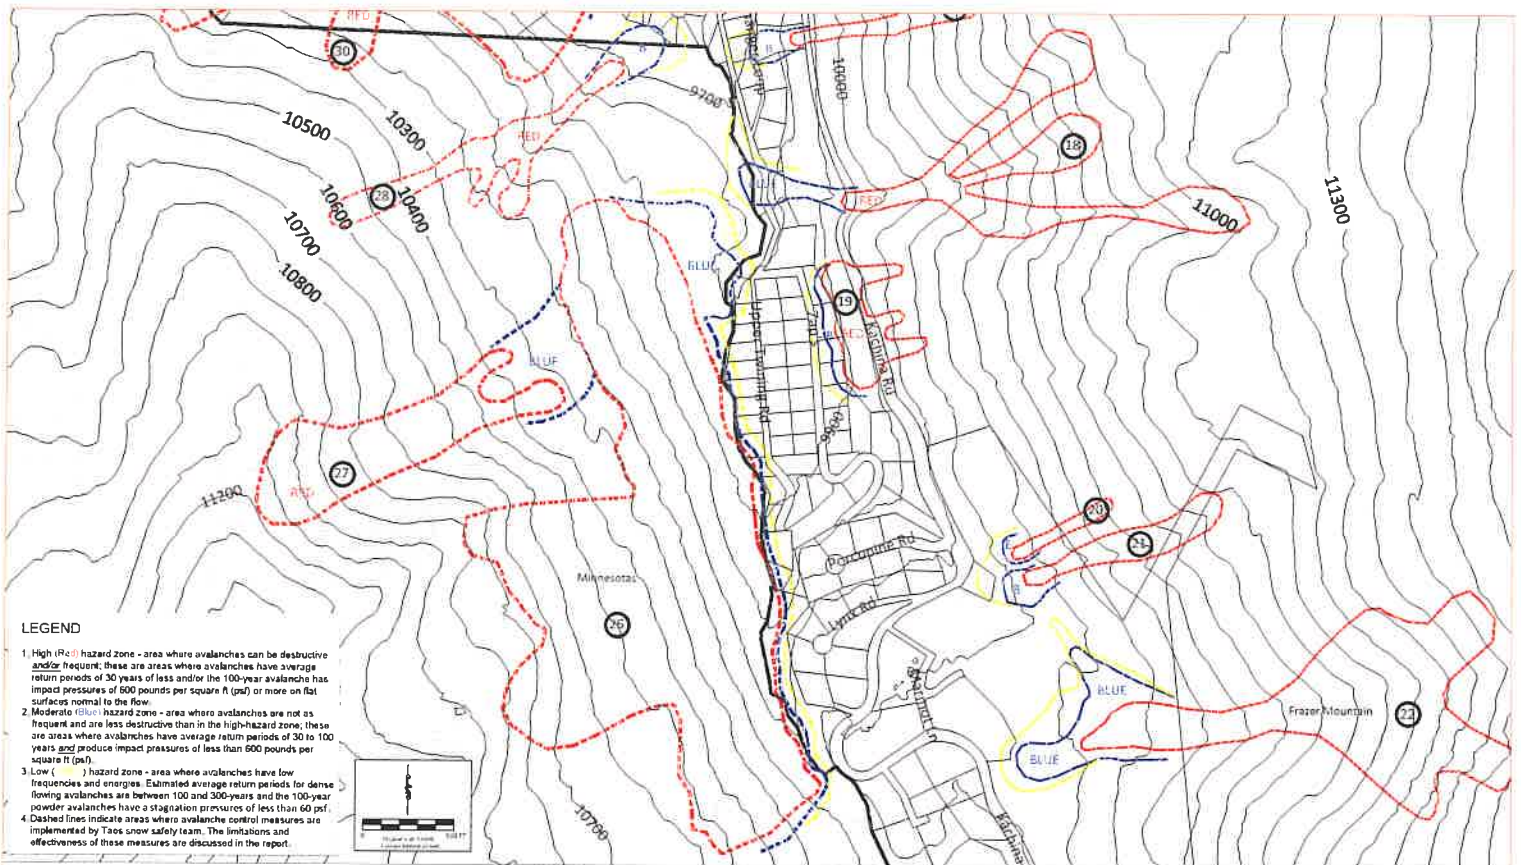 RED
30
B
B
10000
9700
10500
10300
RED
18
28
10600
10400
BLUE
RED
11000
11300
10700
BLUE
10800
19
RED
Upper Twining Rd
Zaps
Kachina Rd
BLUE
9900
27
RED
11200
20
21
Porcupine Rd
B
Minnesotas
Lynx Rd
26
BLUE
Frazer Mountain
22
BLUE
10700
Kachina
LEGEND
1. High (Red) hazard zone - area where avalanches can be destructive
and/or frequent; these are areas where avalanches have average
return periods of 30 years of less and/or the 100-year avalanche has
impact pressures of 600 pounds per square ft (psf) or more on flat
surfaces normal to the flow.
2. Moderate (Blue) hazard zone - area where avalanches are not as
frequent and are less destructive than in the high-hazard zone; these
are areas where avalanches have average return periods of 30 to 100
years and produce impact pressures of less than 600 pounds per
square ft (psf).
3. Low ( ) hazard zone - area where avalanches have low
frequencies and energies. Estimated average return periods for dense
flowing avalanches are between 100 and 300-years and the 100-year
powder avalanches have a stagnation pressures of less than 60 psf.
4. Dashed lines indicate areas where avalanche control measures are
implemented by Taos snow safety team. The limitations and
effectiveness of these measures are discussed in the report.